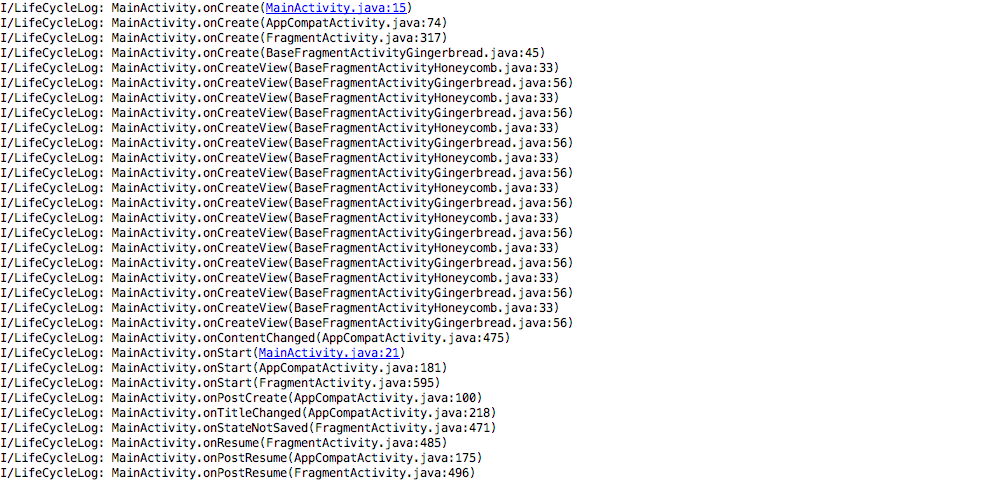 I/LifeCycleLog: MainActivity.onCreate(MainActivity.java:15)
I/LifeCycleLog: MainActivity.onCreate(AppCompatActivity.java:74)
I/LifeCycleLog: MainActivity.onCreate(FragmentActivity.java:317)
I/LifeCycleLog: MainActivity.onCreate(BaseFragmentActivityGingerbread.java:45)
I/LifeCycleLog: MainActivity.onCreateView(BaseFragmentActivityHoneycomb.java:33)
I/LifeCycleLog: MainActivity.onCreateView(BaseFragmentActivityGingerbread.java:56)
I/LifeCycleLog: MainActivity.onCreateView(BaseFragmentActivityHoneycomb.java:33)
I/LifeCycleLog: MainActivity.onCreateView(BaseFragmentActivityGingerbread.java:56)
I/LifeCycleLog: MainActivity.onCreateView(BaseFragmentActivityHoneycomb.java:33)
I/LifeCycleLog: MainActivity.onCreateView(BaseFragmentActivityGingerbread.java:56)
I/LifeCycleLog: MainActivity.onCreateView(BaseFragmentActivityHoneycomb.java:33)
I/LifeCycleLog: MainActivity.onCreateView(BaseFragmentActivityGingerbread.java:56)
I/LifeCycleLog: MainActivity.onCreateView(BaseFragmentActivityHoneycomb.java:33)
I/LifeCycleLog: MainActivity.onCreateView(BaseFragmentActivityGingerbread.java:56)
I/LifeCycleLog: MainActivity.onCreateView(BaseFragmentActivityHoneycomb.java:33)
I/LifeCycleLog: MainActivity.onCreateView(BaseFragmentActivityGingerbread.java:56)
I/LifeCycleLog: MainActivity.onCreateView(BaseFragmentActivityHoneycomb.java:33)
I/LifeCycleLog: MainActivity.onCreateView(BaseFragmentActivityGingerbread.java:56)
I/LifeCycleLog: MainActivity.onCreateView(BaseFragmentActivityHoneycomb.java:33)
I/LifeCycleLog: MainActivity.onCreateView(BaseFragmentActivityGingerbread.java:56)
I/LifeCycleLog: MainActivity.onCreateView(BaseFragmentActivityHoneycomb.java:33)
I/LifeCycleLog: MainActivity.onCreateView(BaseFragmentActivityGingerbread.java:56)
I/LifeCycleLog: MainActivity.onContentChanged(AppCompatActivity.java:475)
I/LifeCycleLog: MainActivity.onStart(MainActivity.java:21)
I/LifeCycleLog: MainActivity.onStart(AppCompatActivity.java:181)
I/LifeCycleLog: MainActivity.onStart(FragmentActivity.java:595)
I/LifeCycleLog: MainActivity.onPostCreate(AppCompatActivity.java:100)
I/LifeCycleLog: MainActivity.onTitleChanged(AppCompatActivity.java:218)
I/LifeCycleLog: MainActivity.onStateNotSaved(FragmentActivity.java:471)
I/LifeCycleLog: MainActivity.onResume(FragmentActivity.java:485)
I/LifeCycleLog: MainActivity.onPostResume(AppCompatActivity.java:175)
I/LifeCycleLog: MainActivity.onPostResume(FragmentActivity.java:496)